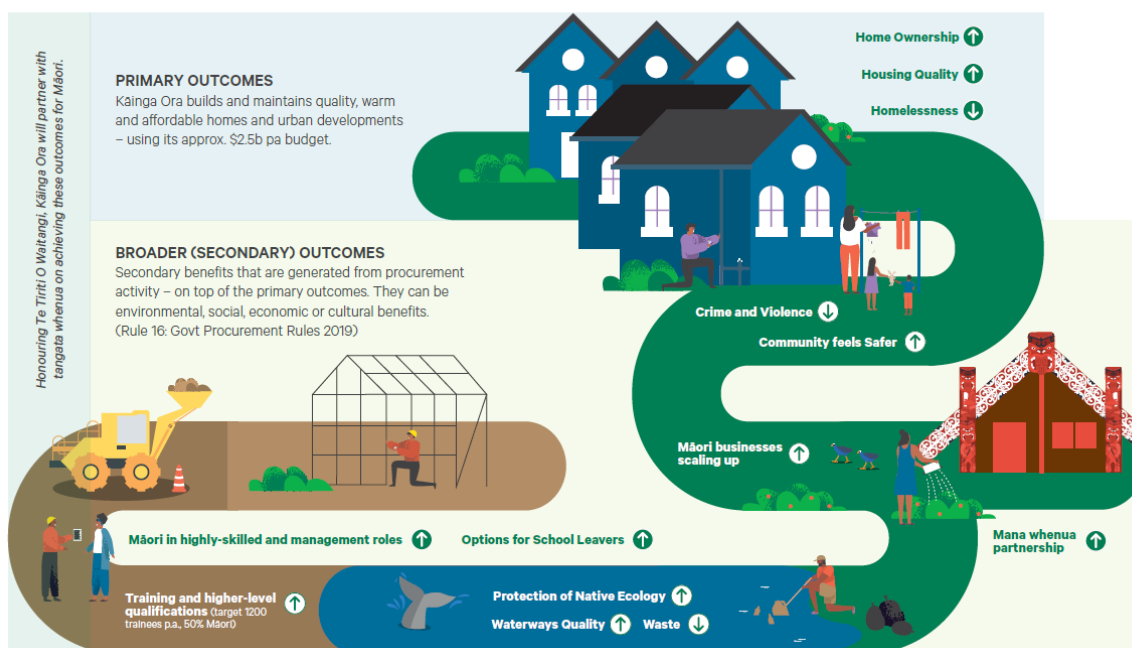 Honouring Te Tiriti O Waitangi, Kāinga Ora will partner with
tangata whenua on achieving these outcomes for Māori.
PRIMARY OUTCOMES
Kāinga Ora builds and maintains quality, warm
and affordable homes and urban developments
– using its approx. $2.5b pa budget.
Home Ownership
Housing Quality
Homelessness
BROADER (SECONDARY) OUTCOMES
Secondary benefits that are generated from procurement
activity – on top of the primary outcomes. They can be
environmental, social, economic or cultural benefits.
(Rule 16: Govt Procurement Rules 2019)
Crime and Violence
Community feels Safer
Māori businesses
scaling up
Mana whenua
partnership
Māori in highly-skilled and management roles
Options for School Leavers
Training and higher-level
qualifications (target 1200
trainees p.a., 50% Māori)
Protection of Native Ecology
Waterways Quality
Waste